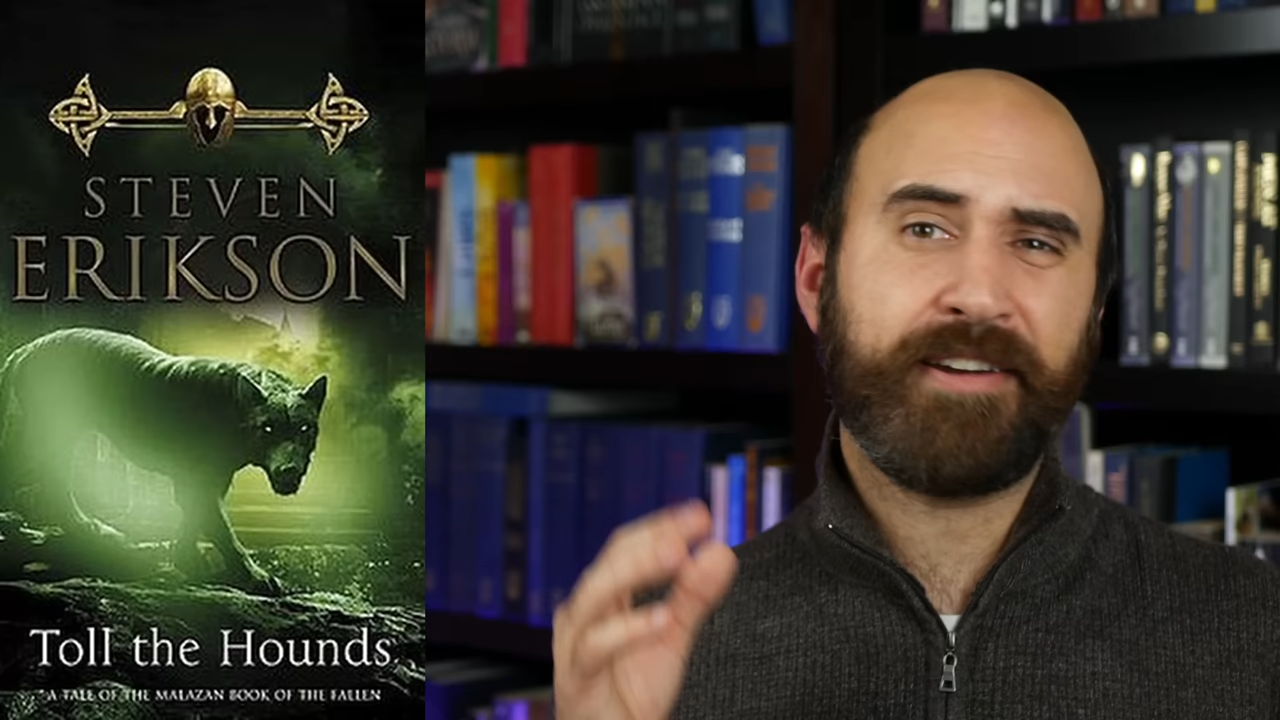 STEVEN
ERIKSON
Toll the Hounds
A TALE OF THE MALAZAN BOOK OF THE FALLEN